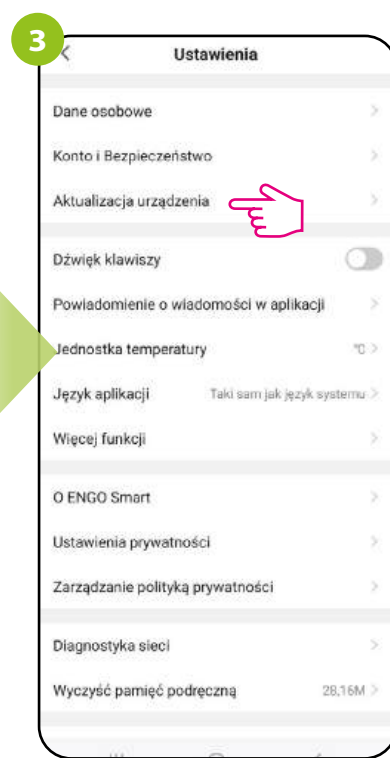 3
Ustawienia
Dane osobowe
Konto i Bezpieczeństwo
Aktualizacja urządzenia
Dźwięk klawiszy
Powiadomienie o wiadomości w aplikacji
Jednostka temperatury °C
Język aplikacji Taki sam jak język systemu
Więcej funkcji
O ENGO Smart
Ustawienia prywatności
Zarządzanie polityką prywatności
Diagnostyka sieci
Wyczyść pamięć podręczną 28,16M